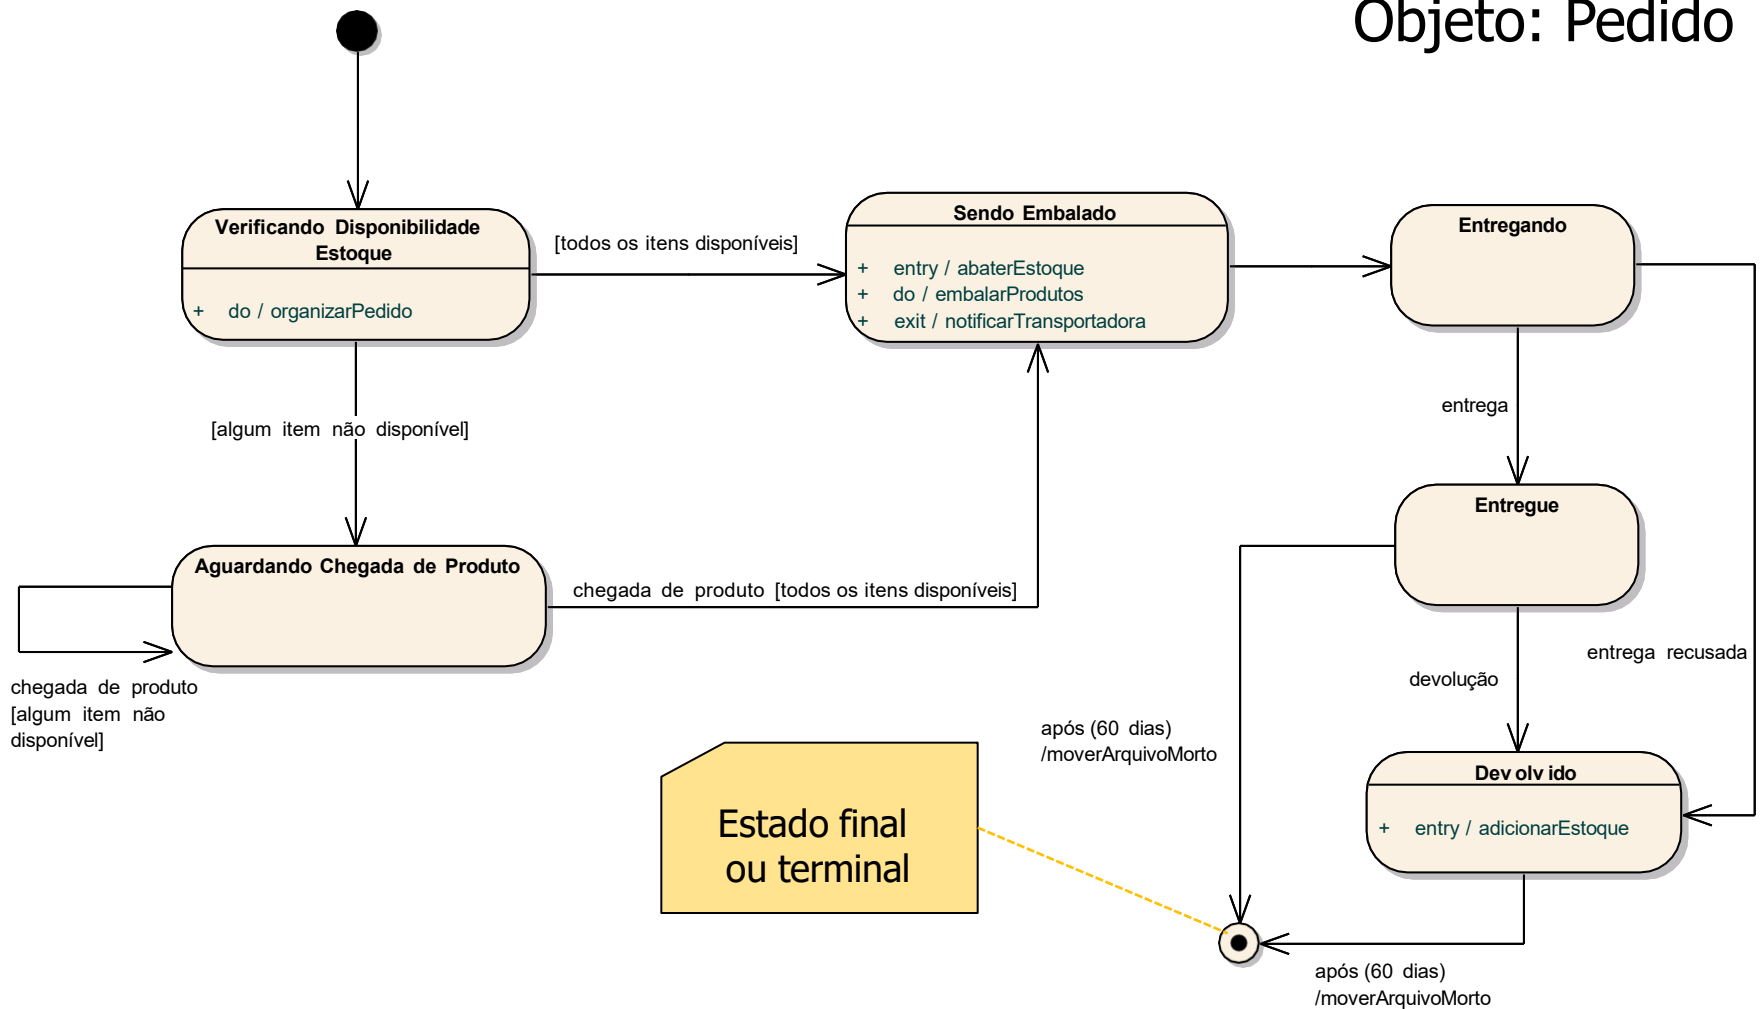 Objeto: Pedido
Verificando Disponibilidade
Estoque
+ do / organizarPedido
[todos os itens disponíveis]
Sendo Embalado
+ entry / abaterEstoque
+ do / embalarProdutos
+ exit / notificarTransportadora
Entregando
[algum item não disponível]
entrega
Entregue
Aguardando Chegada de Produto
chegada de produto [todos os itens disponíveis]
chegada de produto
[algum item não
disponível]
entrega recusada
devolução
após (60 dias)
/moverArquivoMorto
Devolvido
+ entry / adicionarEstoque
Estado final
ou terminal
após (60 dias)
/moverArquivoMorto